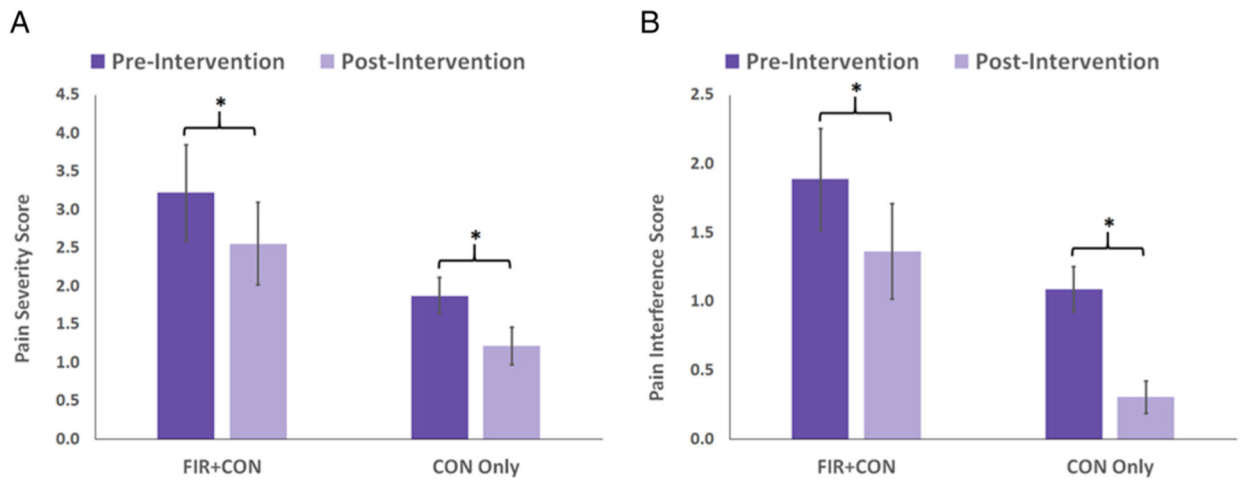 A
Pre-Intervention Post-Intervention
Pain Severity Score
4.5
4.0
3.5
3.0
2.5
2.0
1.5
1.0
0.5
0.0
*
*
FIR+CON CON Only
B
Pre-Intervention Post-Intervention
Pain Interference Score
2.5
2.0
1.5
1.0
0.5
0.0
*
*
FIR+CON CON Only